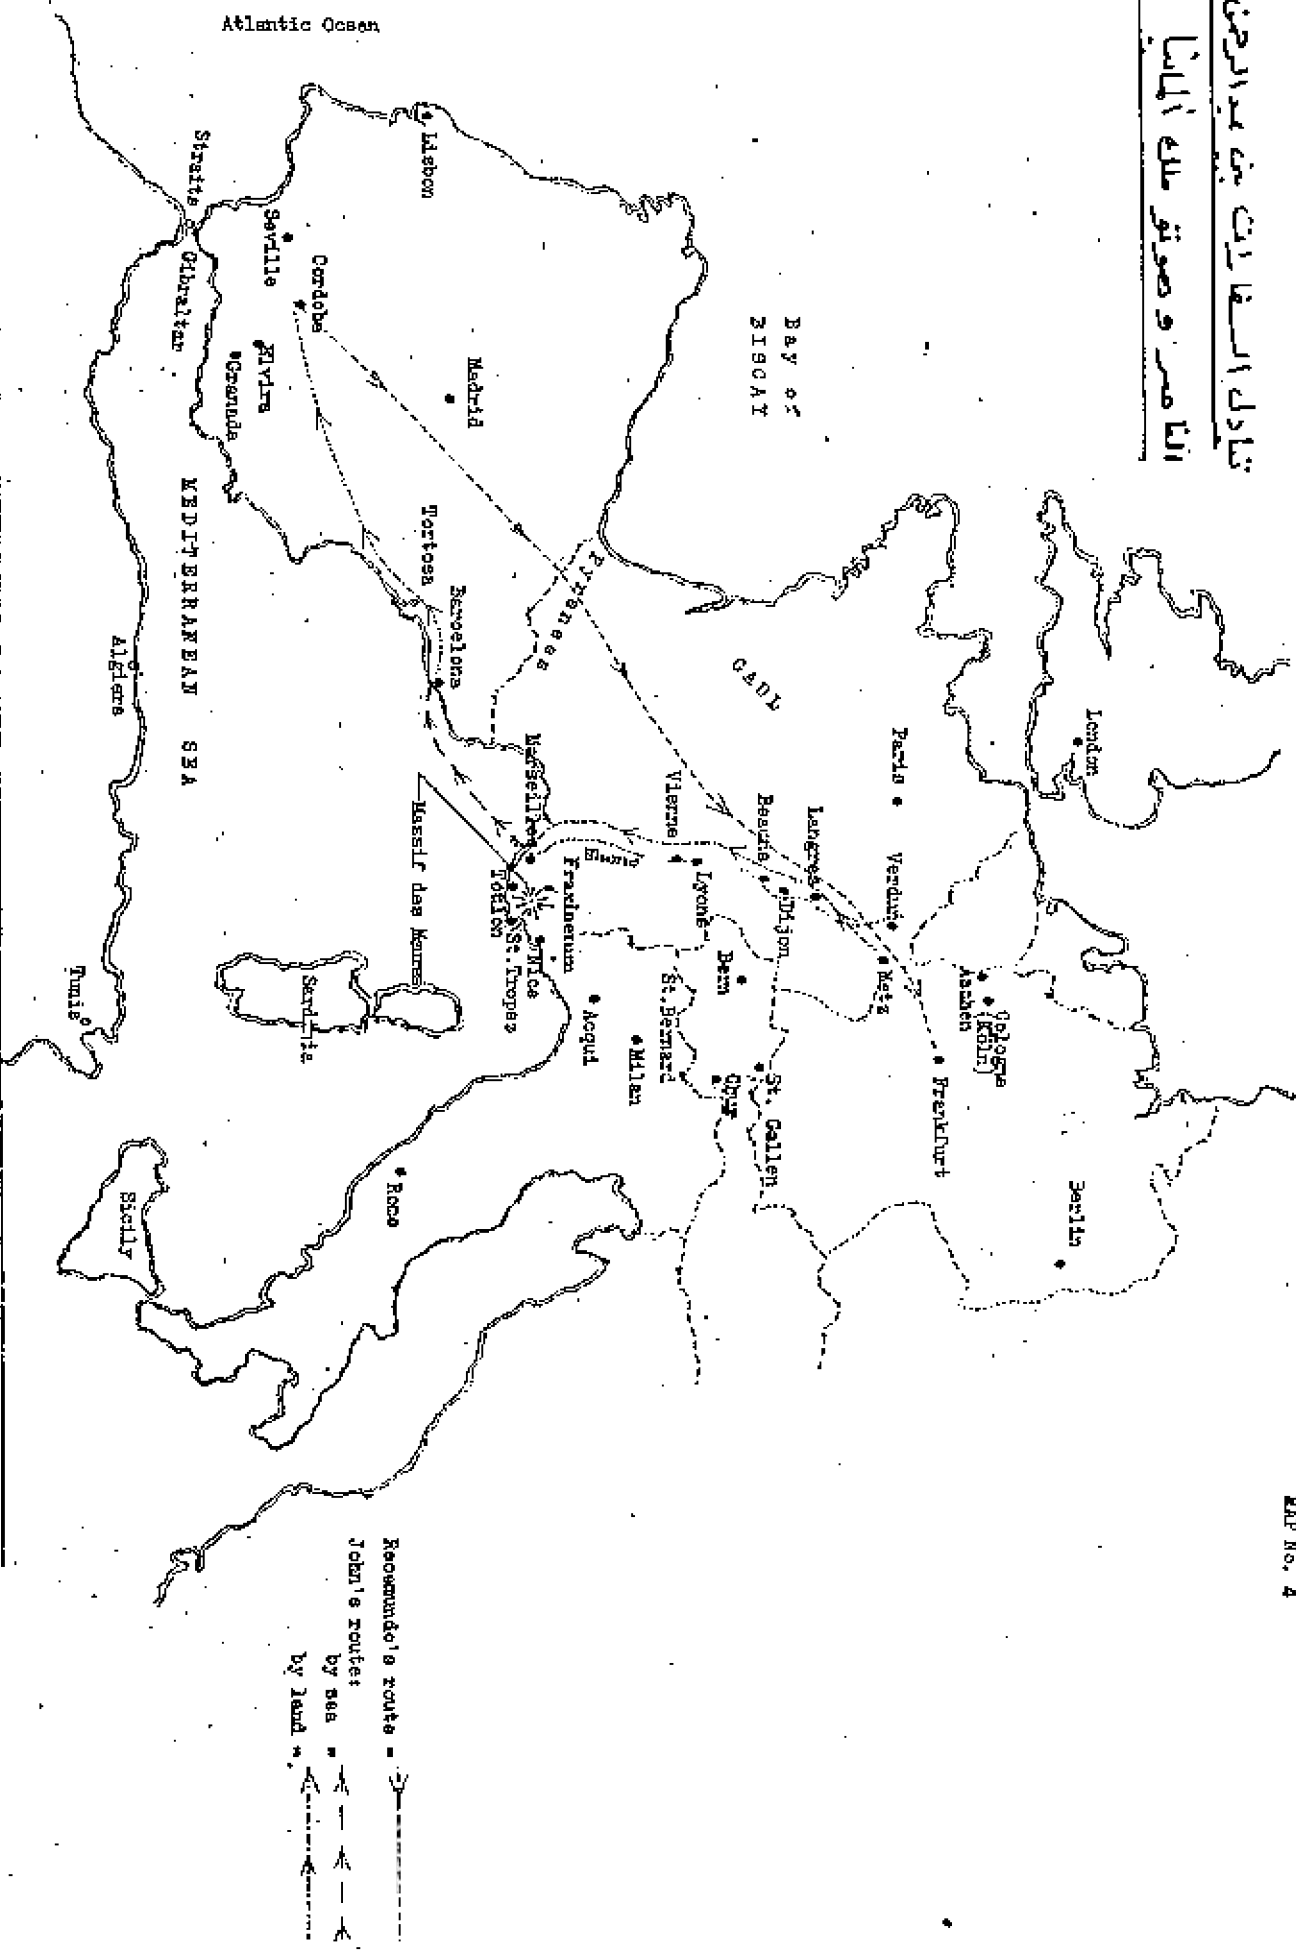 تبادل السفارات بين عبد الرحمن
الناصر وصوتو ملك ألمانيا
MAP No. 4
Atlantic Ocean
Bay of
BISCAY
London
Paris
Verdun
Langres
Beaune
Dijon
Metz
Aachen
Cologne
(Köln)
Frankfurt
Berlin
GAUL
Pyrenees
Vienne
Lyons
Bern
St. Gallen
Chur
St. Bernard
Milan
Acqui
Marseilles
Fraxinetum
Nice
St. Tropez
Toulon
Massif des Maures
Barcelona
Tortosa
Madrid
Lisbon
Seville
Cordoba
Elvira
Granada
Straits
Gibraltar
MEDITERRANEAN SEA
Algiers
Tunis
Sardinia
Rome
Sicily
Recemundo's route =
John's route:
by sea =
by land =